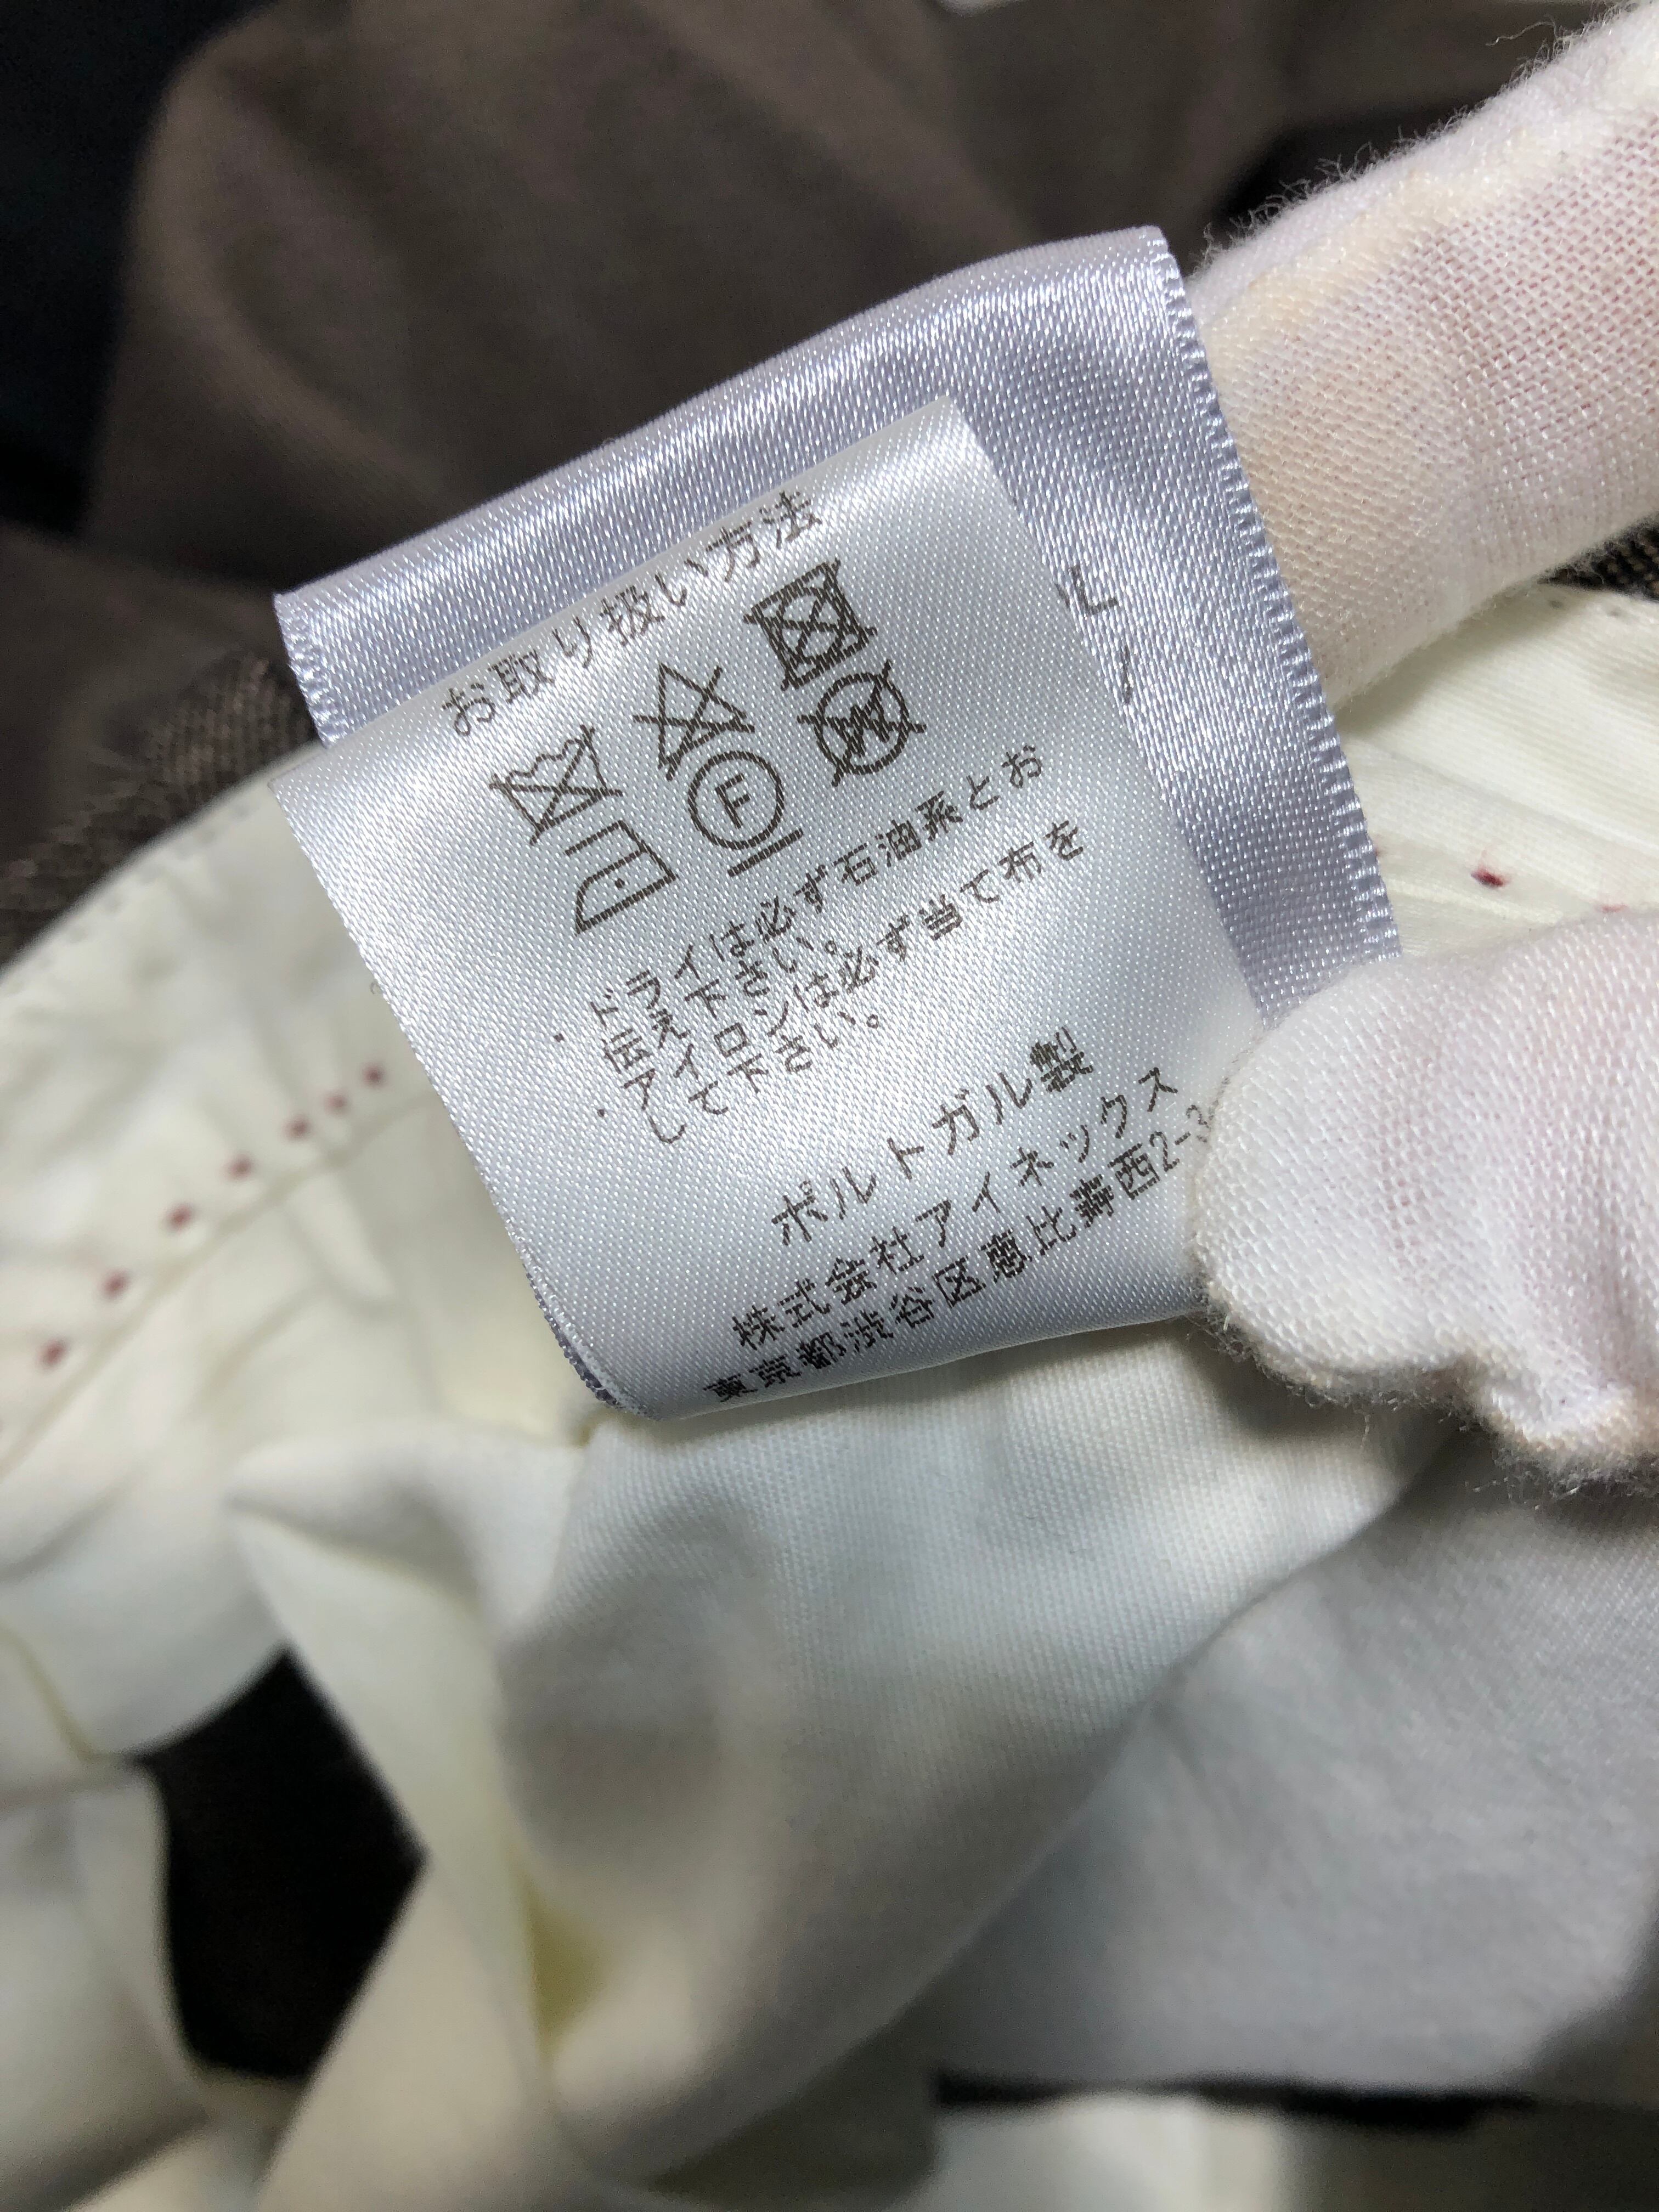 お取り扱い方法
F
W
・ドライは必ず石油系とお
伝え下さい。
・アイロンは必ず当て布を
して下さい。
ポルトガル製
株式会社アイネックス
東京都渋谷区恵比寿西2-3